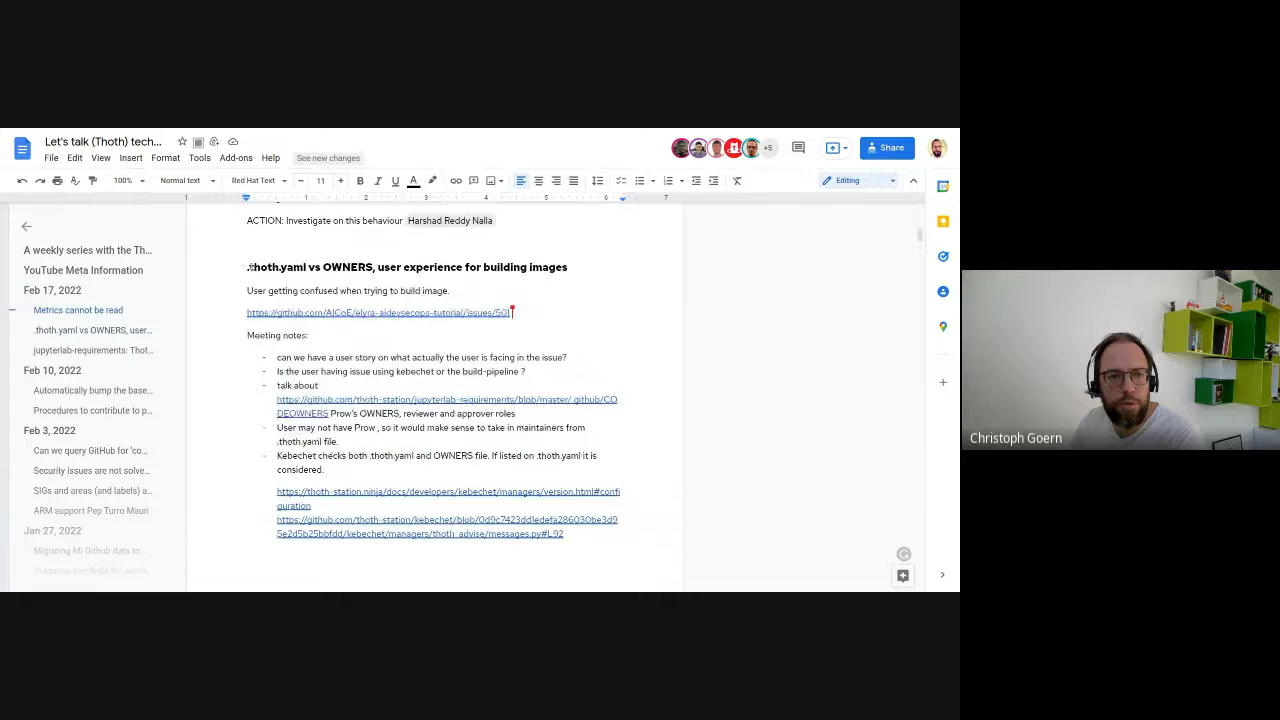 Let's talk (Thoth) tech...
File Edit View Insert Format Tools Add-ons Help See new changes
+5
Share
100% Normal text Red Hat Text 11 B I U A Editing
1 1 2 3 4 5 6 7
ACTION: Investigate on this behaviour Harshad Reddy Nalla
A weekly series with the Th...
YouTube Meta Information
Feb 17, 2022
Metrics cannot be read
.thoth.yaml vs OWNERS, user...
jupyterlab-requirements: Thot...
Feb 10, 2022
Automatically bump the base...
Procedures to contribute to p...
Feb 3, 2022
Can we query GitHub for 'co...
Security issues are not solve...
SIGs and areas (and labels) a...
ARM support Pep Turro Mauri
Jan 27, 2022
Migrating MI Github data to ...
.thoth.yaml vs OWNERS, user experience for building images
User getting confused when trying to build image.
https://github.com/AICoE/elyra-aidevsecops-tutorial/issues/501
Meeting notes:
- can we have a user story on what actually the user is facing in the issue?
- Is the user having issue using kebechet or the build-pipeline ?
- talk about
https://github.com/thoth-station/jupyterlab-requirements/blob/master/.github/CO
DEOWNERS Prow's OWNERS, reviewer and approver roles
- User may not have Prow , so it would make sense to take in maintainers from
.thoth.yaml file.
- Kebechet checks both .thoth.yaml and OWNERS file. If listed on .thoth.yaml it is
considered.
https://thoth-station.ninja/docs/developers/kebechet/managers/version.html#confi
guration
https://github.com/thoth-station/kebechet/blob/0d9c7423dd1edefa286030be3d9
5e2d5b25bbfdd/kebechet/managers/thoth_advise/messages.py#L92
Christoph Goern